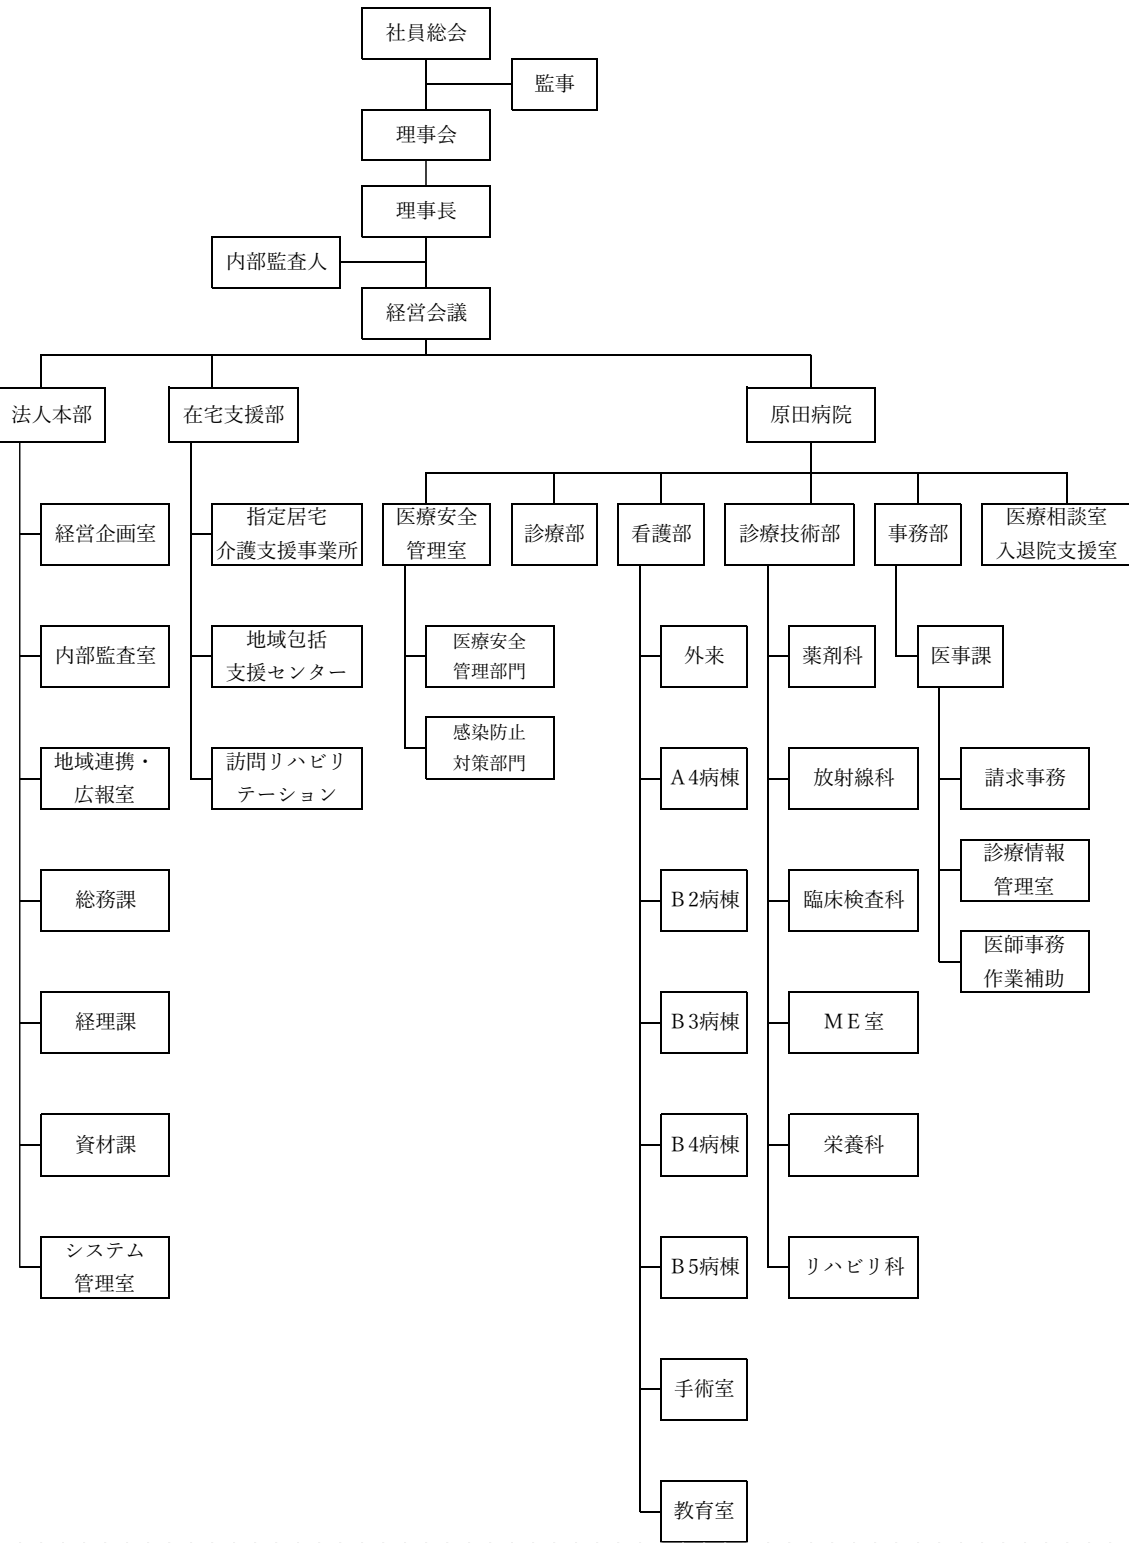 社員総会
監事
理事会
理事長
内部監査人
経営会議
法人本部
在宅支援部
原田病院
経営企画室
指定居宅
介護支援事業所
医療安全
管理室
診療部
看護部
診療技術部
事務部
医療相談室
入退院支援室
内部監査室
地域包括
支援センター
医療安全
管理部門
外来
薬剤科
医事課
地域連携・
広報室
訪問リハビリ
テーション
感染防止
対策部門
A4病棟
放射線科
請求事務
総務課
B2病棟
臨床検査科
診療情報
管理室
医師事務
作業補助
経理課
B3病棟
ＭＥ室
資材課
B4病棟
栄養科
システム
管理室
B5病棟
リハビリ科
手術室
教育室